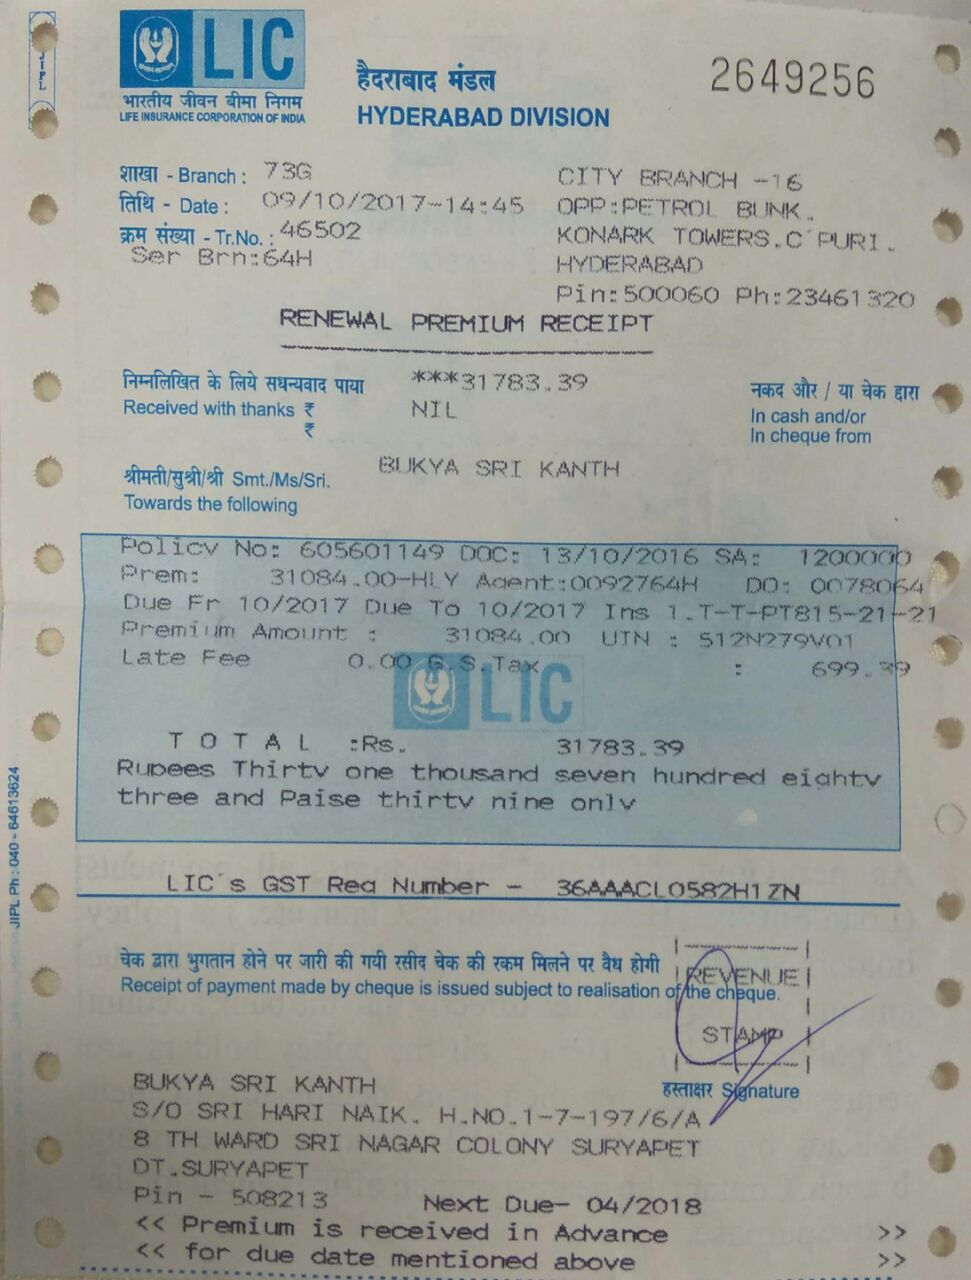 JIPL
LIC
भारतीय जीवन बीमा निगम
LIFE INSURANCE CORPORATION OF INDIA
हैदराबाद मंडल
HYDERABAD DIVISION
2649256
शाखा - Branch : 73G
तिथि - Date : 09/10/2017-14:45
क्रम संख्या - Tr.No. : 46502
Ser Brn:64H
CITY BRANCH -16
OPP:PETROL BUNK.
KONARK TOWERS.C'PURI.
HYDERABAD
Pin:500060 Ph:23461320
RENEWAL PREMIUM RECEIPT
निम्नलिखित के लिये सधन्यवाद पाया ***31783.39
Received with thanks ₹ NIL
₹
नकद और / या चेक द्वारा
In cash and/or
In cheque from
BUKYA SRI KANTH
श्रीमती/सुश्री/श्री Smt./Ms/Sri.
Towards the following
Policy No: 605601149 DOC: 13/10/2016 SA: 1200000
Prem: 31084.00-HLY Agent:0092764H DO: 0078064
Due Fr 10/2017 Due To 10/2017 Ins 1.T-T-PT815-21-21
Premium Amount : 31084.00 UIN : 512N279V01
Late Fee 0.00 G.S.Tax : 699.39
LIC
T O T A L :Rs. 31783.39
Rupees Thirty one thousand seven hundred eighty
three and Paise thirty nine only
LIC's GST Reg Number - 36AAACL0582H1ZN
चेक द्वारा भुगतान होने पर जारी की गयी रसीद चेक की रकम मिलने पर वैध होगी
Receipt of payment made by cheque is issued subject to realisation of the cheque.
REVENUE
STAMP
हस्ताक्षर Signature
BUKYA SRI KANTH
S/O SRI HARI NAIK. H.NO.1-7-197/6/A
8 TH WARD SRI NAGAR COLONY SURYAPET
DT.SURYAPET
Pin - 508213 Next Due- 04/2018
<< Premium is received in Advance >>
<< for due date mentioned above >>
JIPL Ph : 040 - 64613624